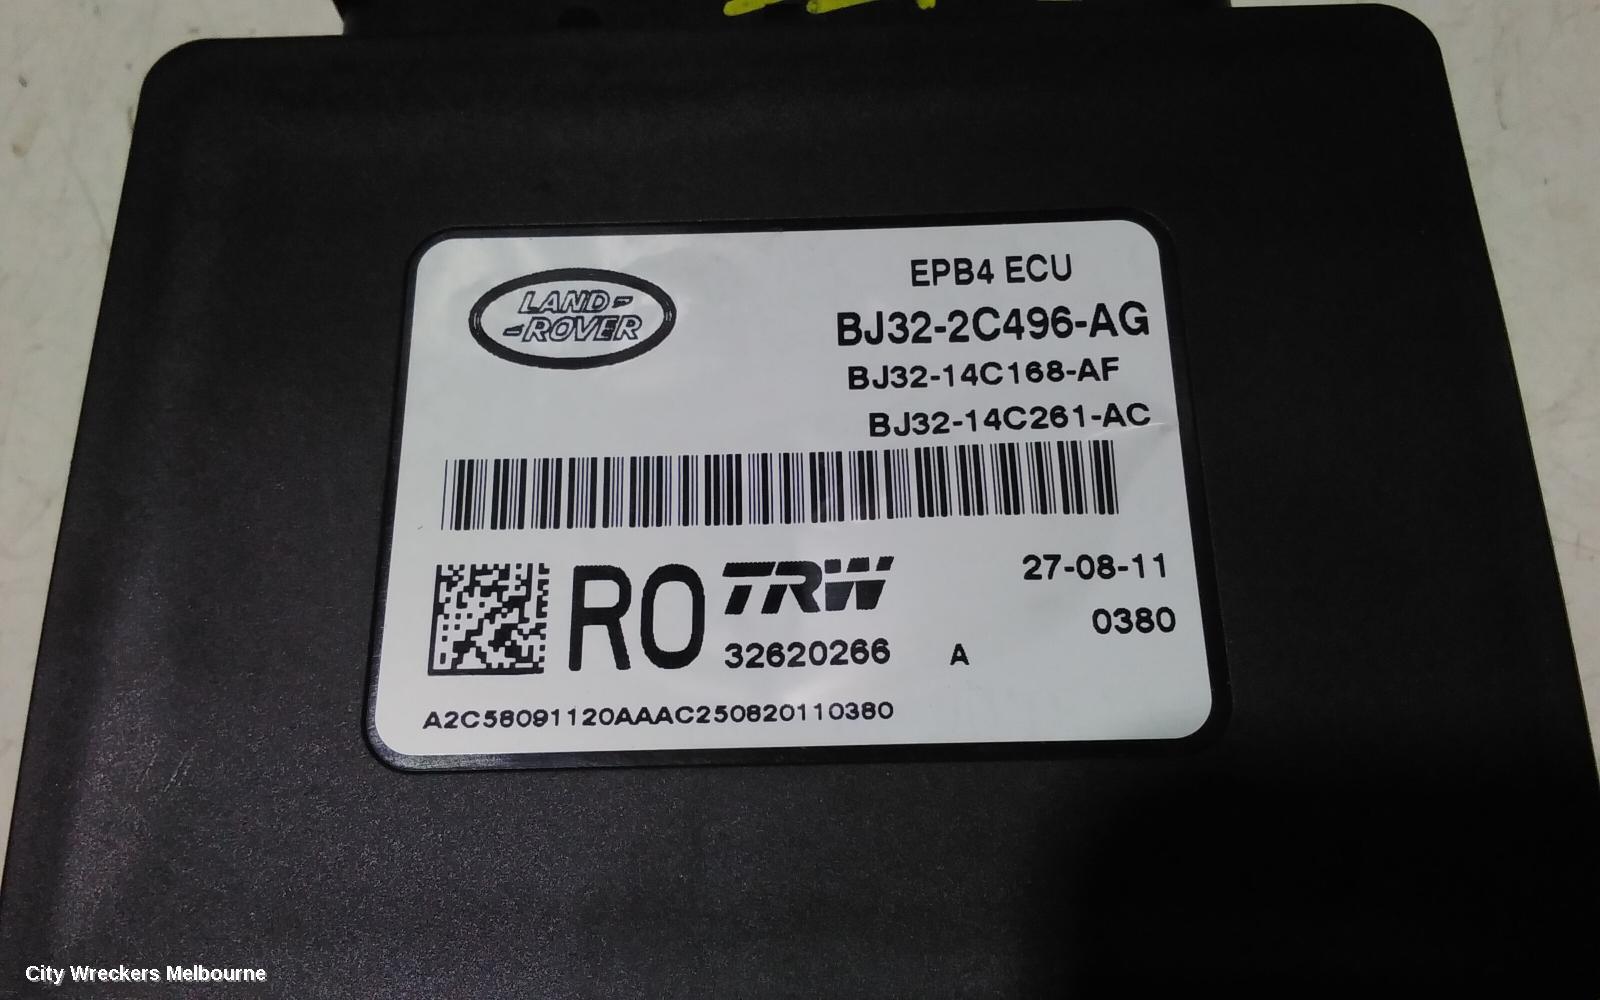 LAND-
-ROVER
EPB4 ECU
BJ32-2C496-AG
BJ32-14C168-AF
BJ32-14C261-AC
RO
TRW
27-08-11
0380
32620266 A
A2C58091120AAAC250820110380
City Wreckers Melbourne